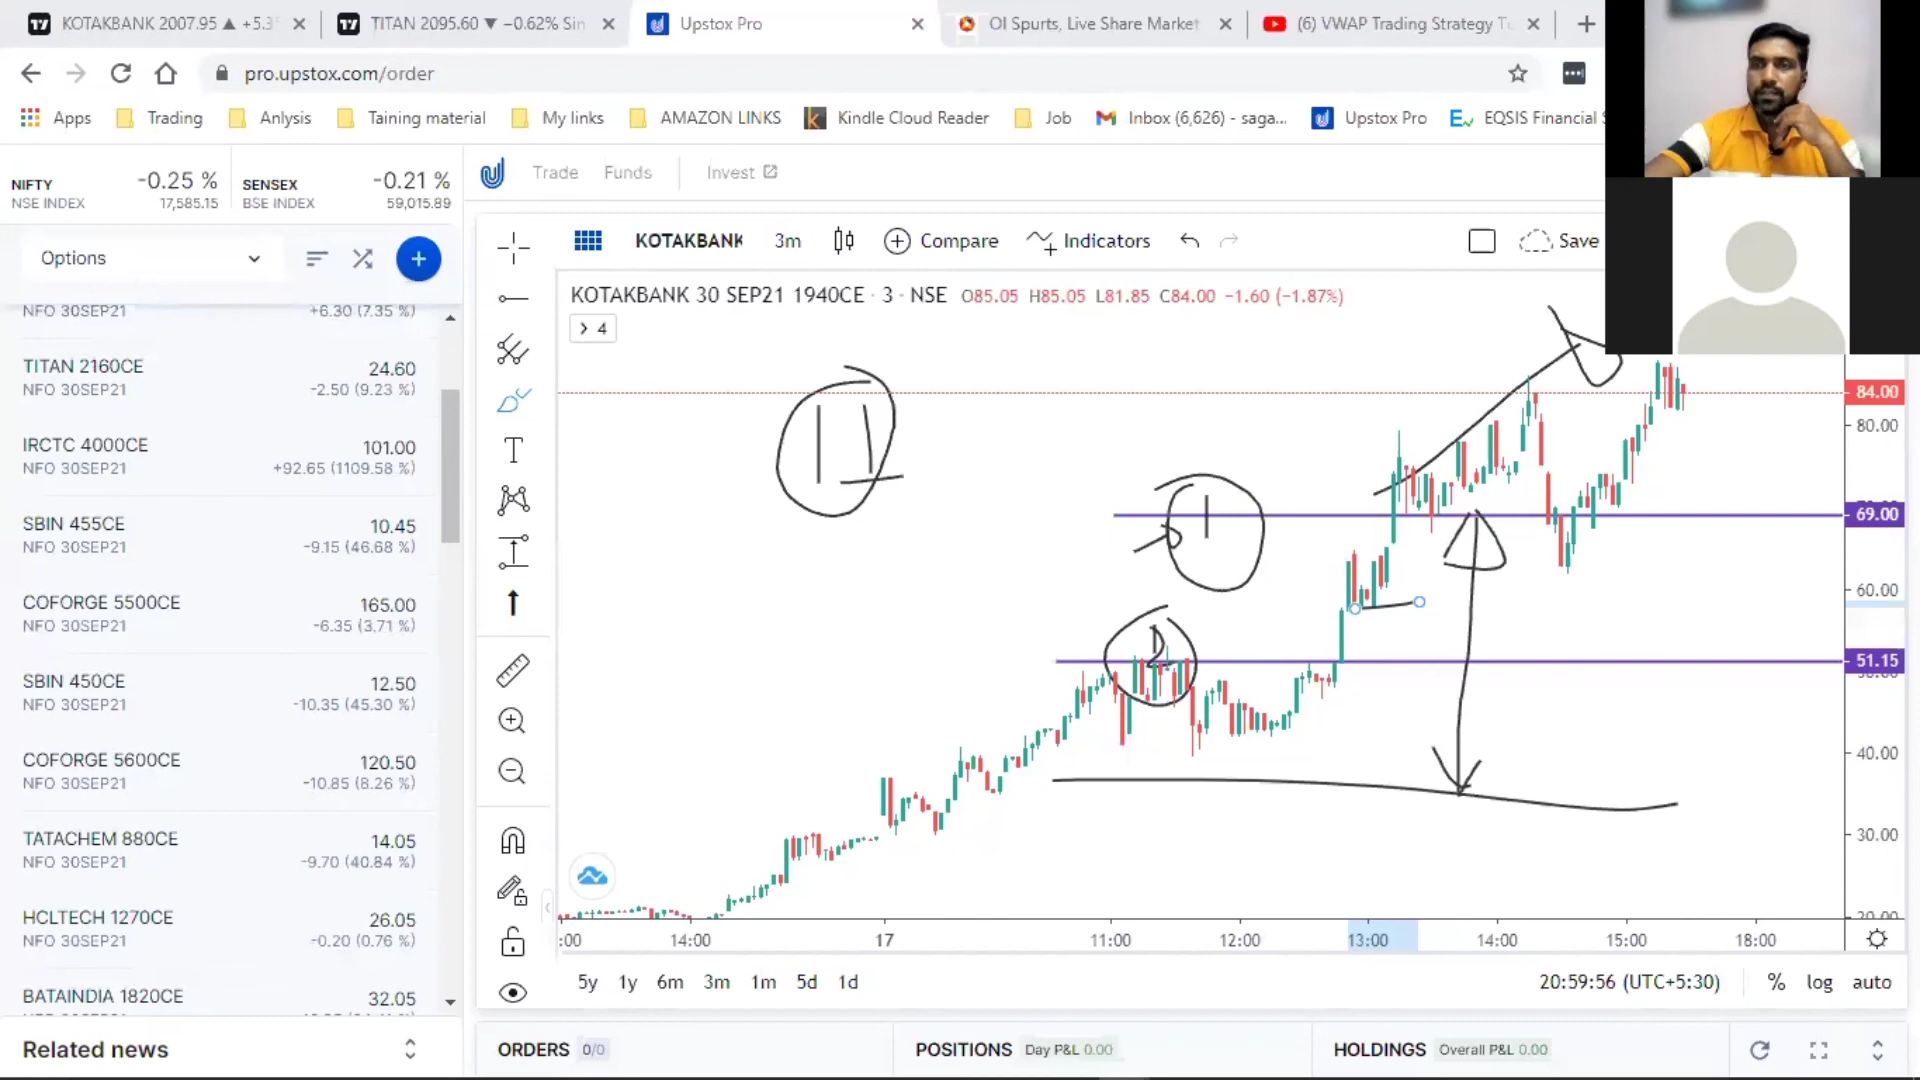 KOTAKBANK 2007.95 ▲ +5.3
TITAN 2095.60 ▼ −0.62% Sin
Upstox Pro
OI Spurts, Live Share Market
(6) VWAP Trading Strategy T
pro.upstox.com/order
Apps
Trading
Anlysis
Taining material
My links
AMAZON LINKS
Kindle Cloud Reader
Job
Inbox (6,626) - saga...
Upstox Pro
EQSIS Financial S
NIFTY -0.25 %
NSE INDEX 17,585.15
SENSEX -0.21 %
BSE INDEX 59,015.89
Trade
Funds
Invest
Options
NFO 30SEP21 +6.30 (7.35 %)
TITAN 2160CE 24.60
NFO 30SEP21 -2.50 (9.23 %)
IRCTC 4000CE 101.00
NFO 30SEP21 +92.65 (1109.58 %)
SBIN 455CE 10.45
NFO 30SEP21 -9.15 (46.68 %)
COFORGE 5500CE 165.00
NFO 30SEP21 -6.35 (3.71 %)
SBIN 450CE 12.50
NFO 30SEP21 -10.35 (45.30 %)
COFORGE 5600CE 120.50
NFO 30SEP21 -10.85 (8.26 %)
TATACHEM 880CE 14.05
NFO 30SEP21 -9.70 (40.84 %)
HCLTECH 1270CE 26.05
NFO 30SEP21 -0.20 (0.76 %)
BATAINDIA 1820CE 32.05
Related news
KOTAKBANK 3m Compare Indicators Save
KOTAKBANK 30 SEP21 1940CE · 3 · NSE O85.05 H85.05 L81.85 C84.00 −1.60 (−1.87%)
4
84.00
80.00
69.00
60.00
51.15
40.00
30.00
20.00
:00 14:00 17 11:00 12:00 13:00 14:00 15:00 18:00
5y 1y 6m 3m 1m 5d 1d
20:59:56 (UTC+5:30) % log auto
ORDERS 0/0
POSITIONS Day P&L 0.00
HOLDINGS Overall P&L 0.00